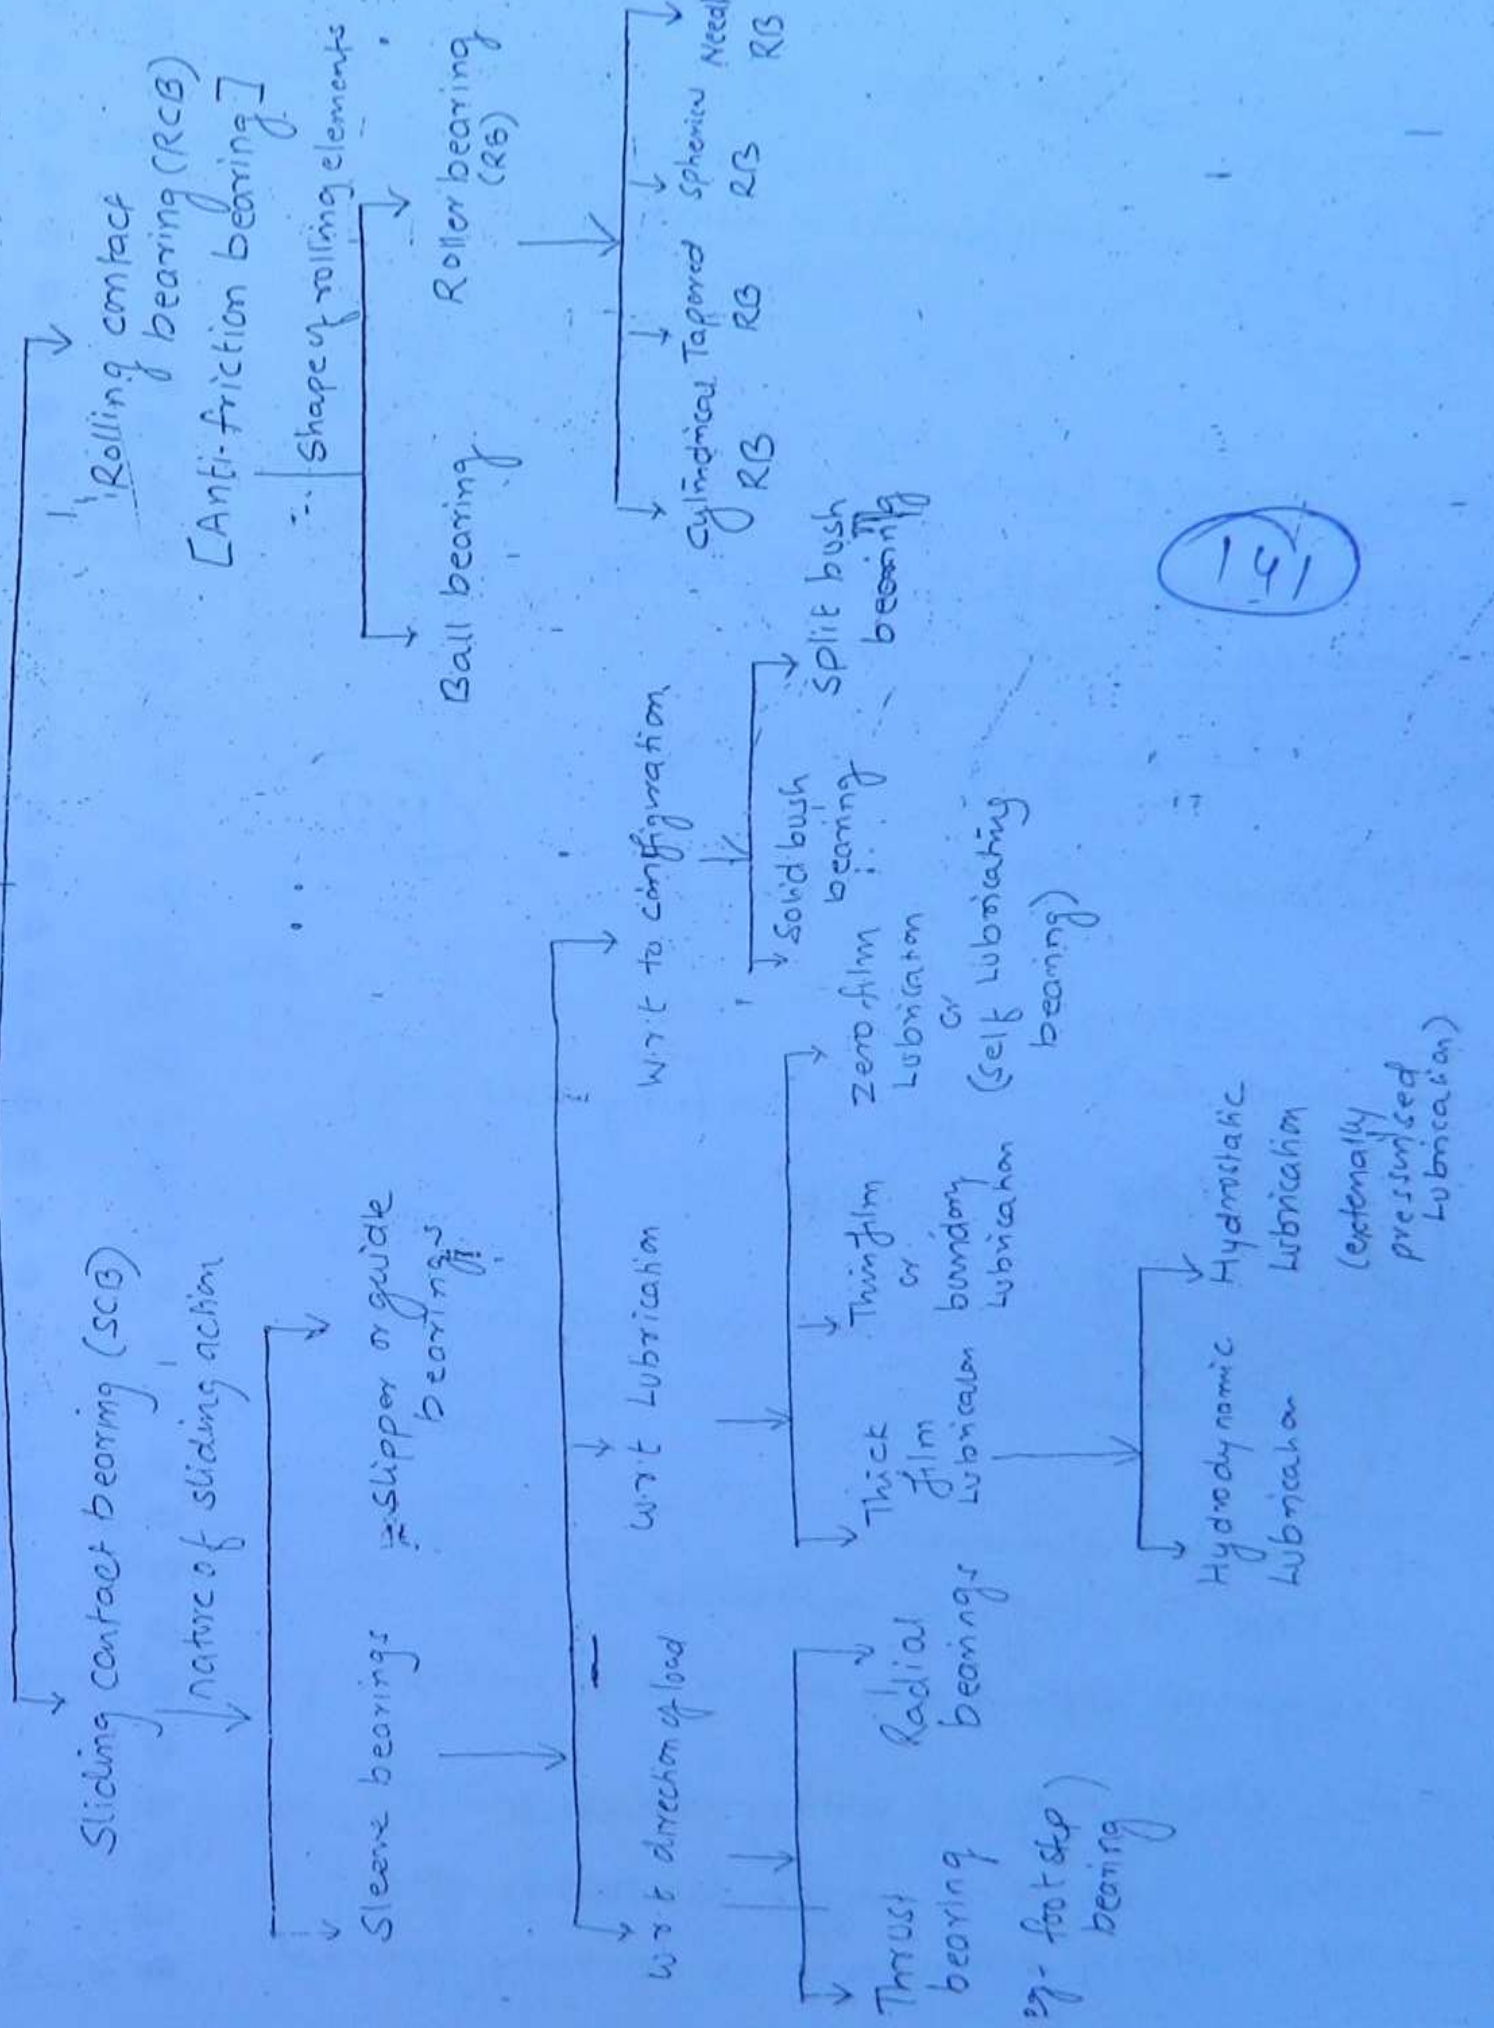 Sliding contact bearing (SCB)
nature of sliding action
Rolling contact
bearing (RCB)
[Anti-friction bearing]
Shape of rolling elements
Sleeve bearings
Slipper or guide
bearings
Ball bearing
Roller bearing
(RB)
w.r.t direction of load
w.r.t Lubrication
w.r.t to configuration
Cylindrical
RB
Tappered
RB
Spherical
RB
Need
RB
Thrust
bearing
eg- foot step
bearing
Radial
bearings
Thick
film
Lubrication
Thin film
or
boundary
Lubrication
Zero film
Lubrication
or
(self Lubricating
bearing)
Solid bush
bearing
Split bush
bearing
Hydrodynamic
Lubrication
Hydrostatic
Lubrication
(externally
pressurised
Lubrication)